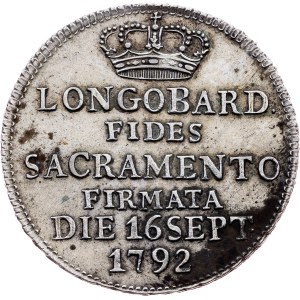 LONGOBARD.
FIDES
SACRAMENTO
FIRMATA
DIE 16 SEPT.
1792